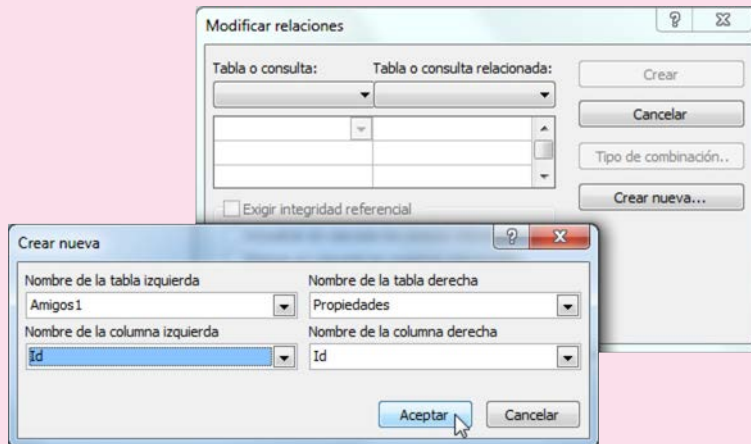 Modificar relaciones
Tabla o consulta: Tabla o consulta relacionada:
Crear
Cancelar
Tipo de combinación..
Crear nueva...
Exigir integridad referencial
Crear nueva
Nombre de la tabla izquierda Nombre de la tabla derecha
Amigos1 Propiedades
Nombre de la columna izquierda Nombre de la columna derecha
Id Id
Aceptar Cancelar